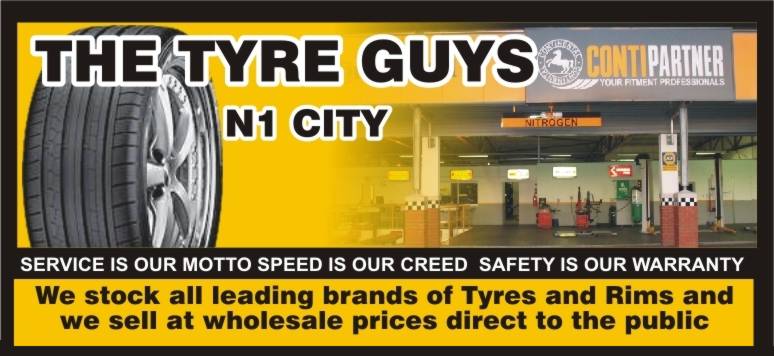 THE TYRE GUYS
N1 CITY
CONTIPARTNER
YOUR FITMENT PROFESSIONALS
NITROGEN
SERVICE IS OUR MOTTO SPEED IS OUR CREED SAFETY IS OUR WARRANTY
We stock all leading brands of Tyres and Rims and
we sell at wholesale prices direct to the public